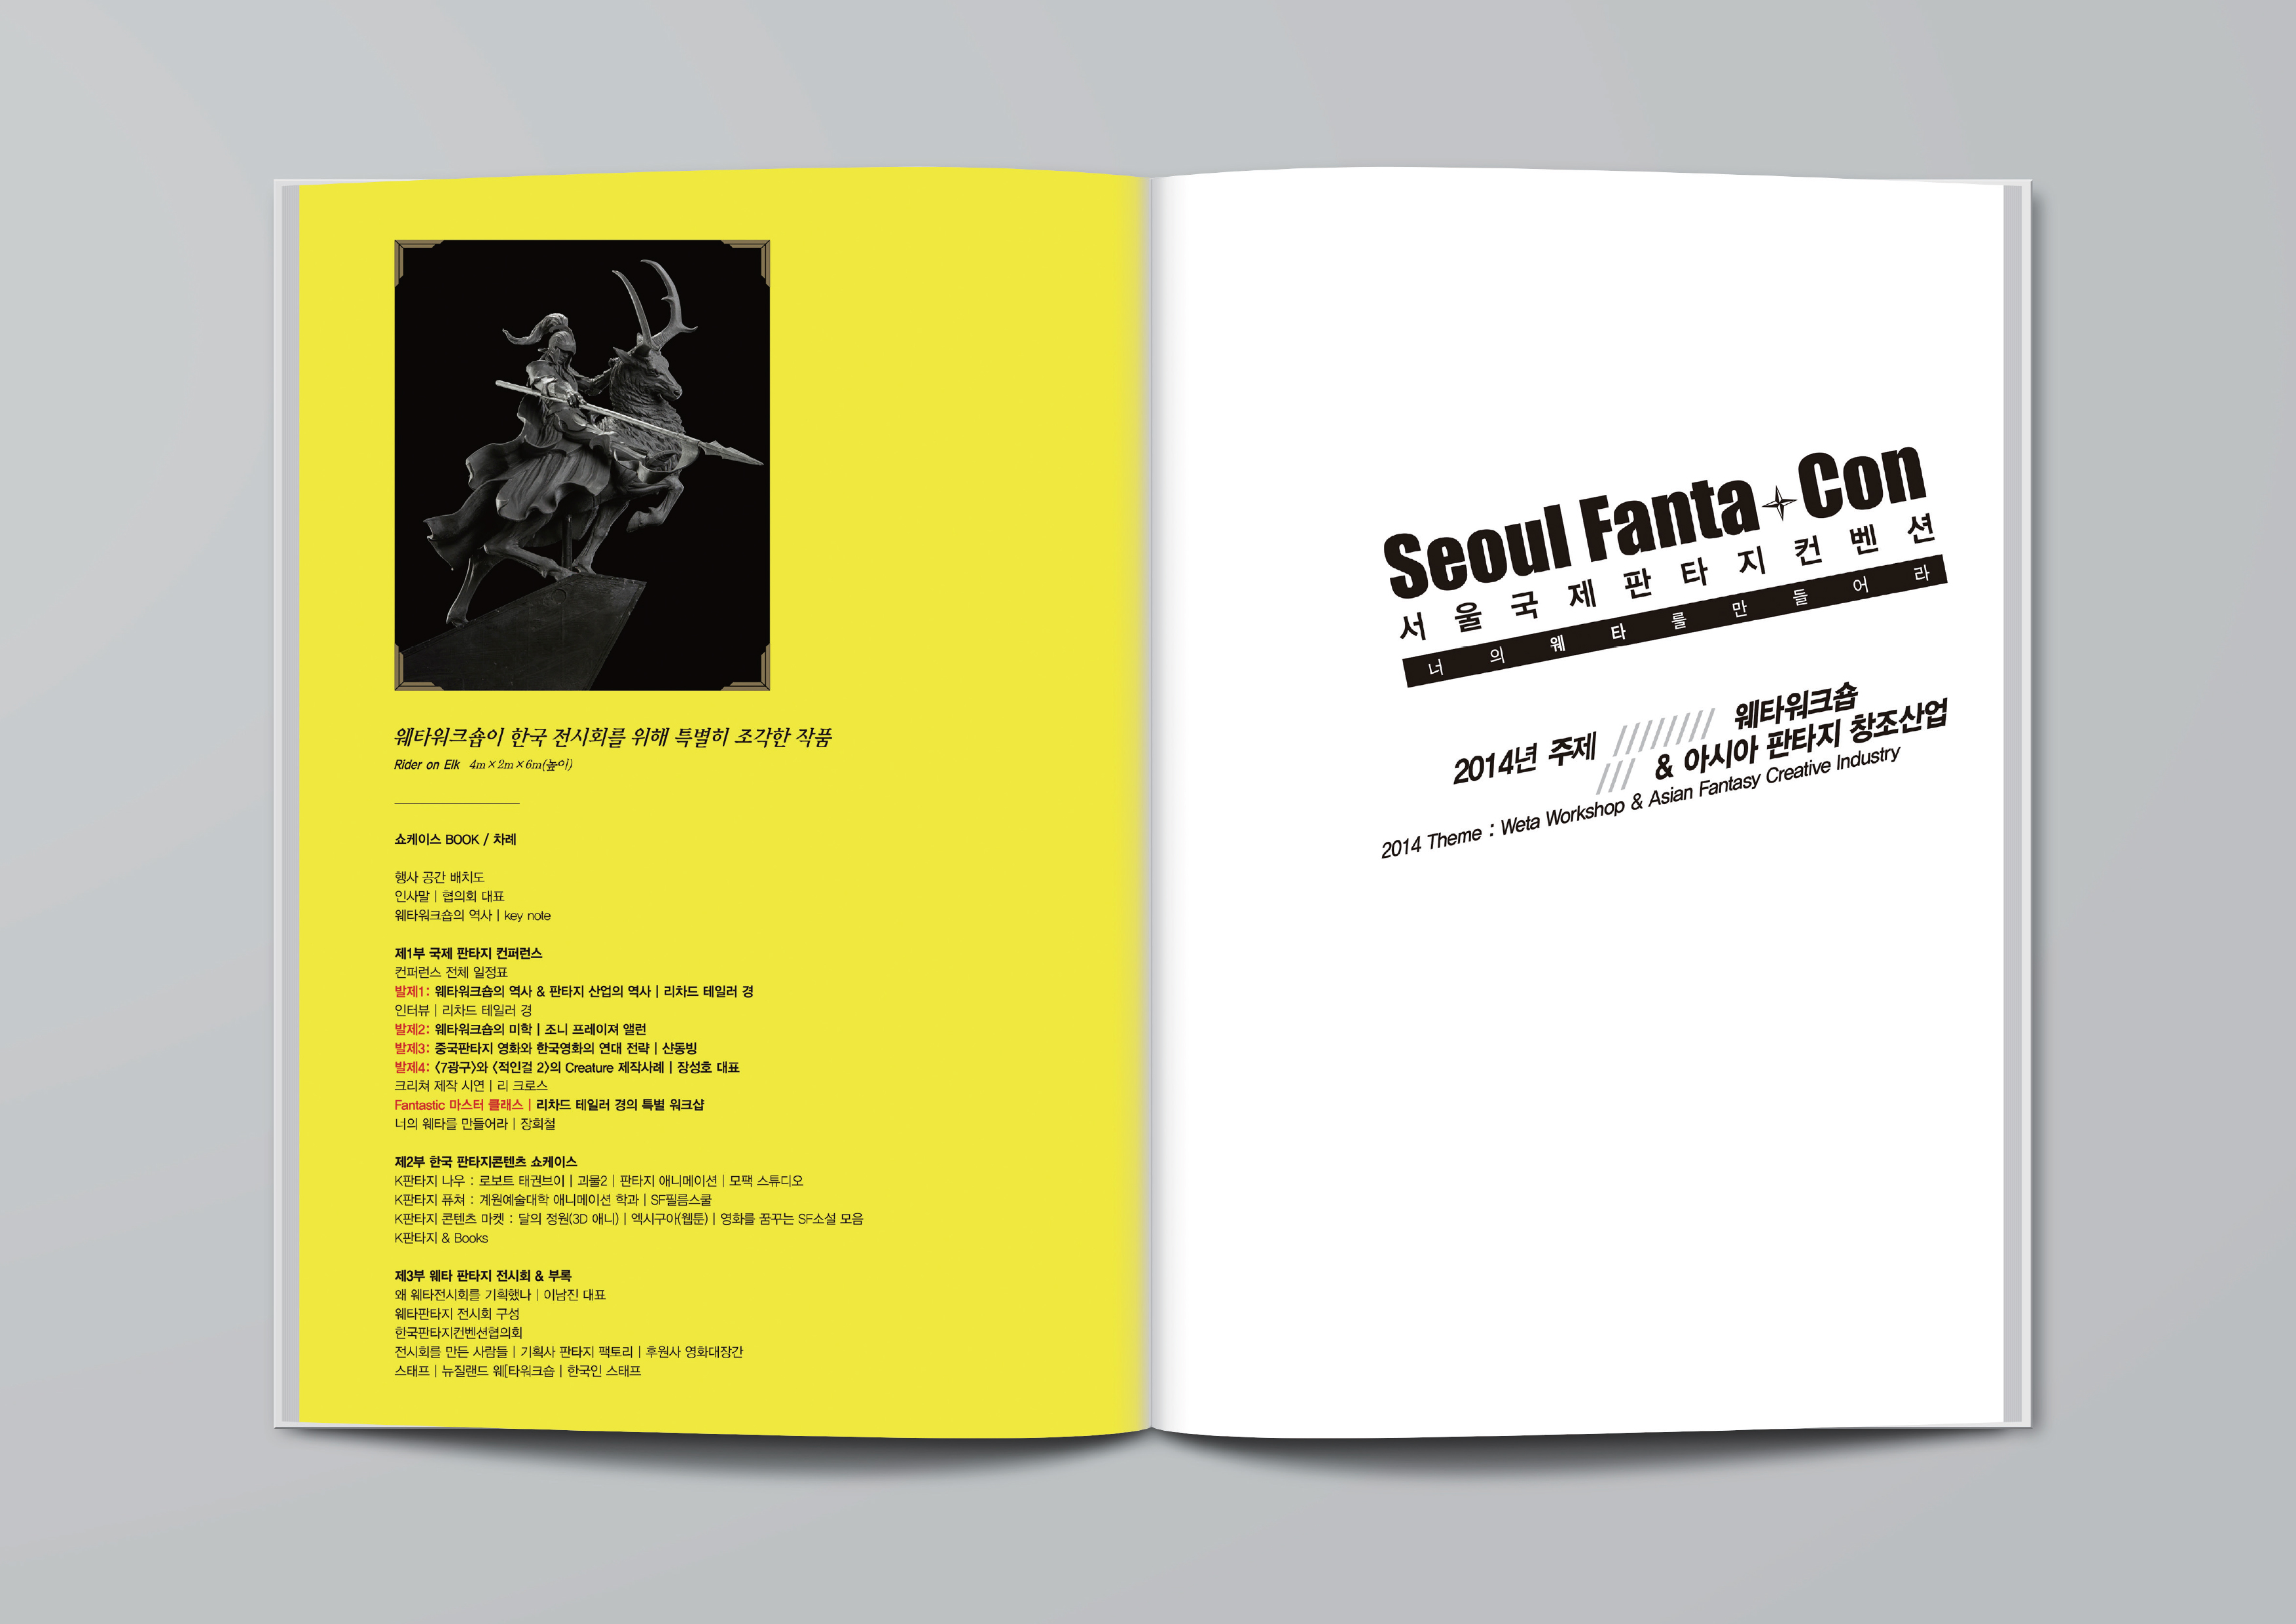 웨타워크숍이 한국 전시회를 위해 특별히 조각한 작품
Rider on Elk 4m×2m×6m(높이)
쇼케이스 BOOK / 차례
행사 공간 배치도
인사말 | 협의회 대표
웨타워크숍의 역사 | key note
제1부 국제 판타지 컨퍼런스
컨퍼런스 전체 일정표
발제1: 웨타워크숍의 역사 & 판타지 산업의 역사 | 리차드 테일러 경
인터뷰 | 리차드 테일러 경
발제2: 웨타워크숍의 미학 | 조니 프레이져 앨런
발제3: 중국판타지 영화와 한국영화의 연대 전략 | 샨동빙
발제4: 〈7광구〉와 〈적인걸 2〉의 Creature 제작사례 | 장성호 대표
크리쳐 제작 시연 | 리 크로스
Fantastic 마스터 클래스 | 리차드 테일러 경의 특별 워크샵
너의 웨타를 만들어라 | 장희철
제2부 한국 판타지콘텐츠 쇼케이스
K판타지 나우 : 로보트 태권브이 | 괴물2 | 판타지 애니메이션 | 모팩 스튜디오
K판타지 퓨쳐 : 계원예술대학 애니메이션 학과 | SF필름스쿨
K판타지 콘텐츠 마켓 : 달의 정원(3D 애니) | 엑시구아(웹툰) | 영화를 꿈꾸는 SF소설 모음
K판타지 & Books
제3부 웨타 판타지 전시회 & 부록
왜 웨타전시회를 기획했나 | 이남진 대표
웨타판타지 전시회 구성
한국판타지컨벤션협의회
전시회를 만든 사람들 | 기획사 판타지 팩토리 | 후원사 영화대장간
스태프 | 뉴질랜드 웨[타워크숍 | 한국인 스태프
Seoul Fanta Con
서울국제판타지컨벤션
너의웨타를만들어라
2014년 주제 웨타워크숍
& 아시아 판타지 창조산업
2014 Theme : Weta Workshop & Asian Fantasy Creative Industry